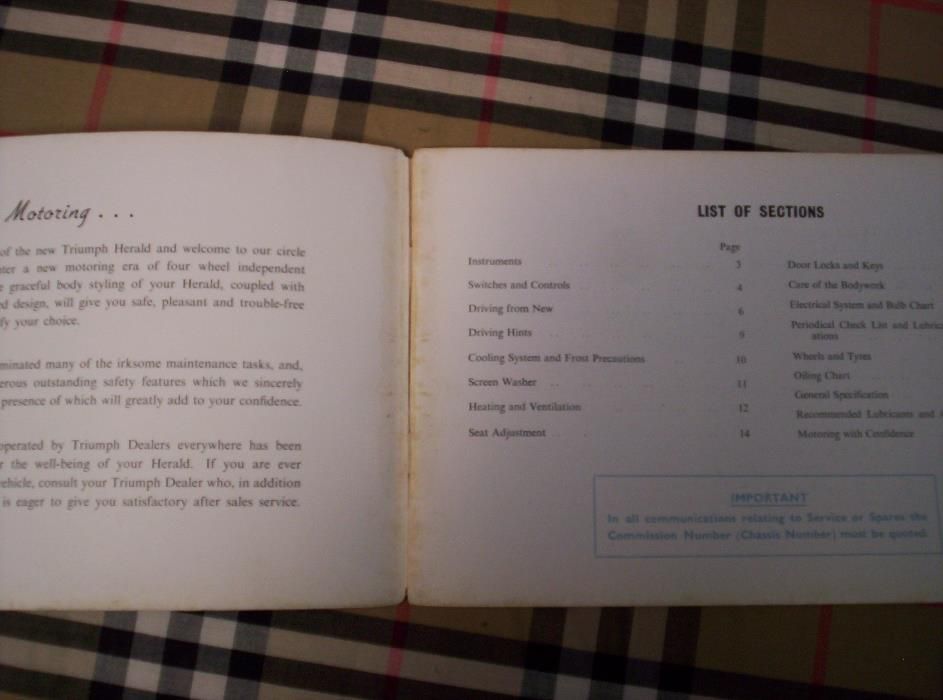 Motoring . . .
of the new Triumph Herald and welcome to our circle
a new motoring era of four wheel independent
graceful body styling of your Herald, coupled with
design, will give you safe, pleasant and trouble-free
your choice.
many of the irksome maintenance tasks, and,
outstanding safety features which we sincerely
presence of which will greatly add to your confidence.
operated by Triumph Dealers everywhere has been
the well-being of your Herald. If you are ever
vehicle, consult your Triumph Dealer who, in addition
is eager to give you satisfactory after sales service.
LIST OF SECTIONS
Page
Instruments 3
Switches and Controls 4
Driving from New 6
Driving Hints 9
Cooling System and Frost Precautions 10
Screen Washer 11
Heating and Ventilation 12
Seat Adjustment 14
Door Locks and Keys
Care of the Bodywork
Electrical System and Bulb Chart
Periodical Check List and Lubric
ations
Wheels and Tyres
Oiling Chart
General Specification
Recommended Lubricants and
Motoring with Confidence
IMPORTANT
In all communications relating to Service or Spares the
Commission Number (Chassis Number) must be quoted.